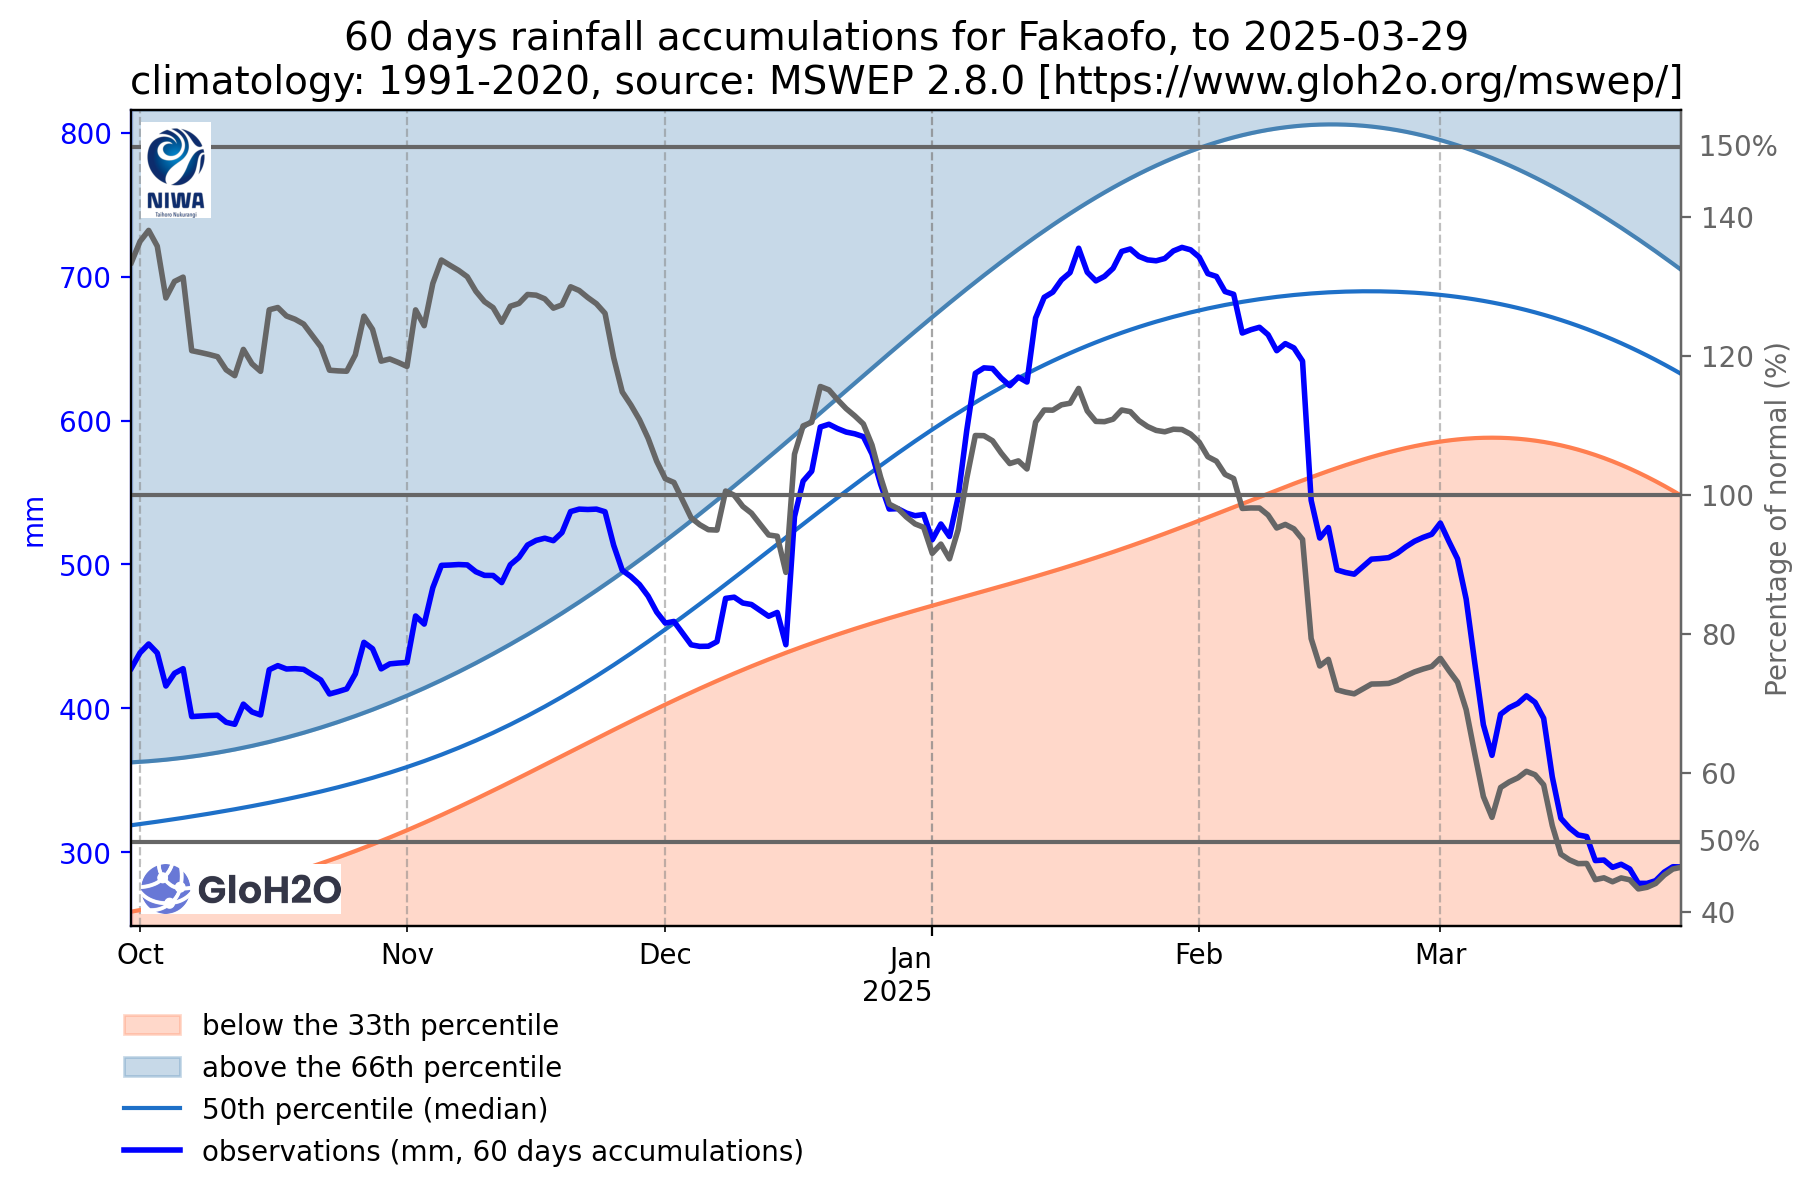 60 days rainfall accumulations for Fakaofo, to 2025-03-29
climatology: 1991-2020, source: MSWEP 2.8.0 [https://www.gloh2o.org/mswep/]
NIWA
Taihoro Nukurangi
800
700
600
500
400
300
mm
150%
140
120
100
80
60
50%
40
Percentage of normal (%)
GloH2O
Oct
Nov
Dec
Jan
2025
Feb
Mar
below the 33th percentile
above the 66th percentile
50th percentile (median)
observations (mm, 60 days accumulations)